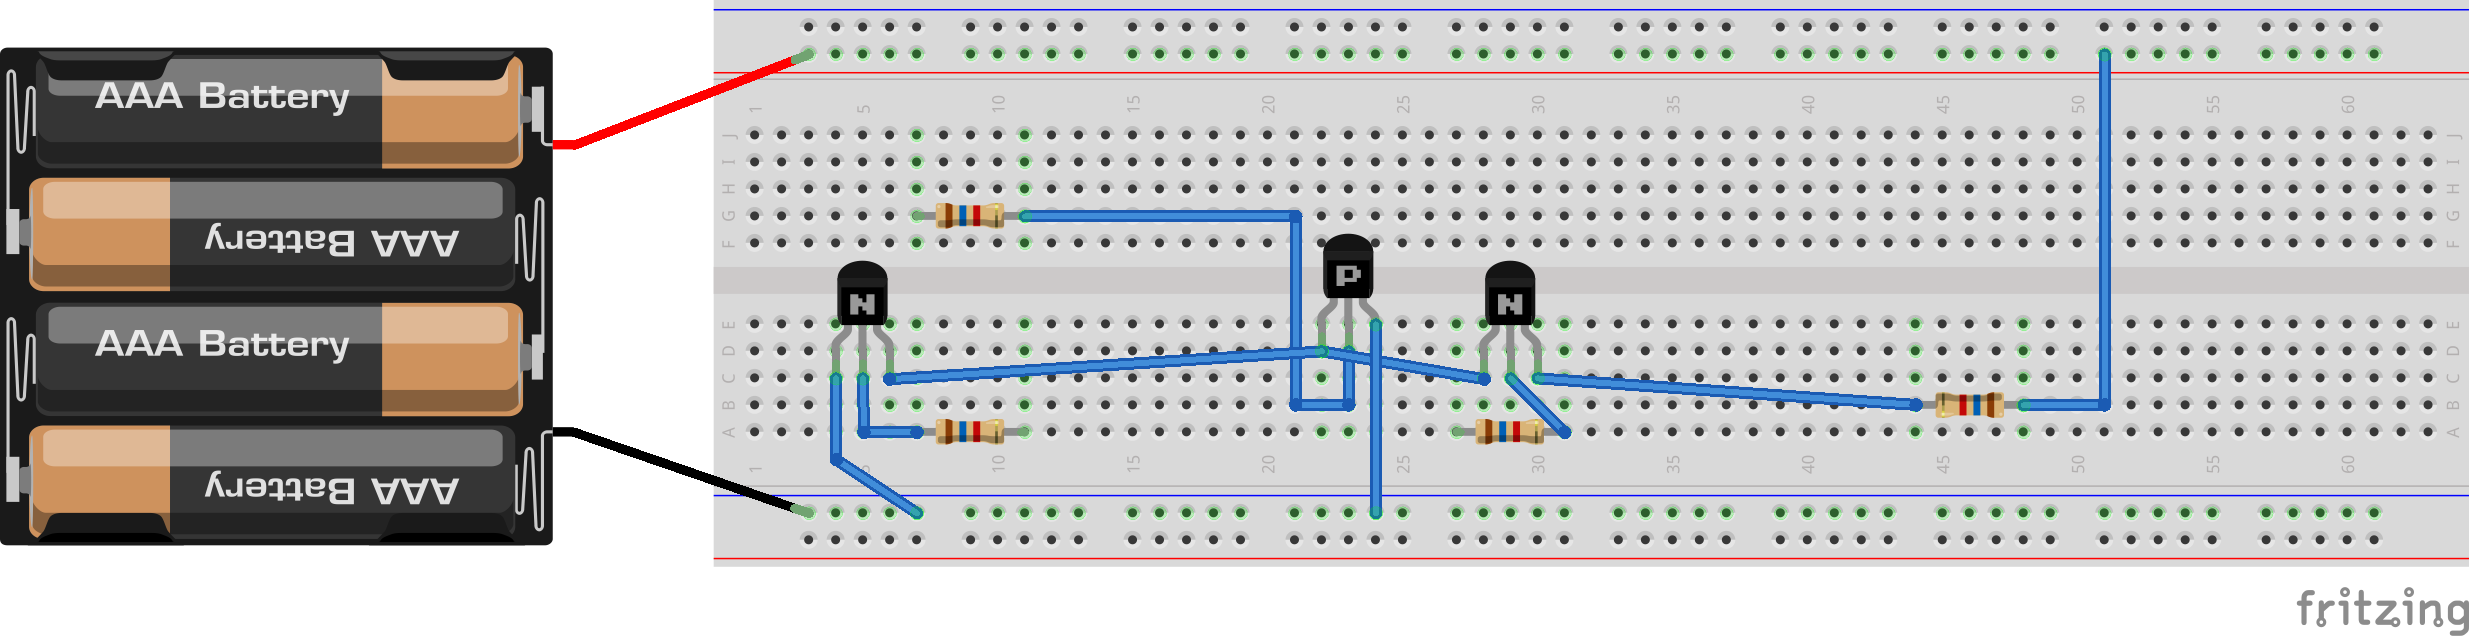 1 5 10 15 20 25 30 35 40 45 50 55 60
AAA Battery
J J
I I
H H
G G
AAA Battery
F F
P
N N
E E
AAA Battery
D D
C C
B B
A A
1 5 10 15 20 25 30 35 40 45 50 55 60
AAA Battery
fritzing